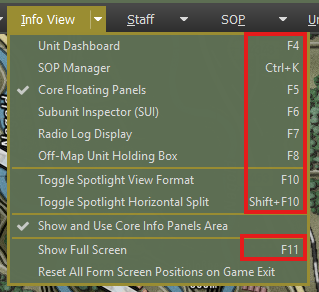 Info View Staff SOP
Unit Dashboard F4
SOP Manager Ctrl+K
Core Floating Panels F5
Subunit Inspector (SUI) F6
Radio Log Display F7
Off-Map Unit Holding Box F8
Toggle Spotlight View Format F10
Toggle Spotlight Horizontal Split Shift+F10
Show and Use Core Info Panels Area
Show Full Screen F11
Reset All Form Screen Positions on Game Exit